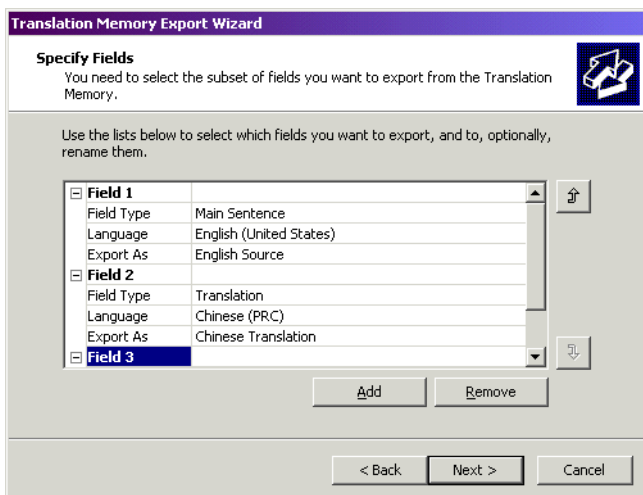 Translation Memory Export Wizard
Specify Fields
You need to select the subset of fields you want to export from the Translation
Memory.
Use the lists below to select which fields you want to export, and to, optionally,
rename them.
Field 1
Field Type Main Sentence
Language English (United States)
Export As English Source
Field 2
Field Type Translation
Language Chinese (PRC)
Export As Chinese Translation
Field 3
Add Remove
< Back Next > Cancel